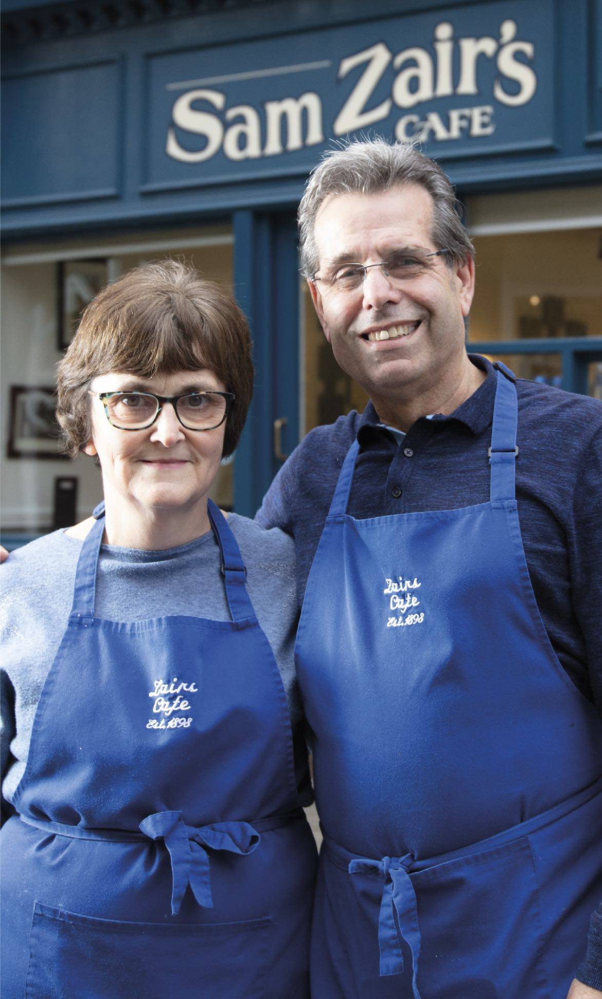 Sam Zair's
CAFE
Zairs
Cafe
Est.1898
Zairs
Cafe
Est.1898